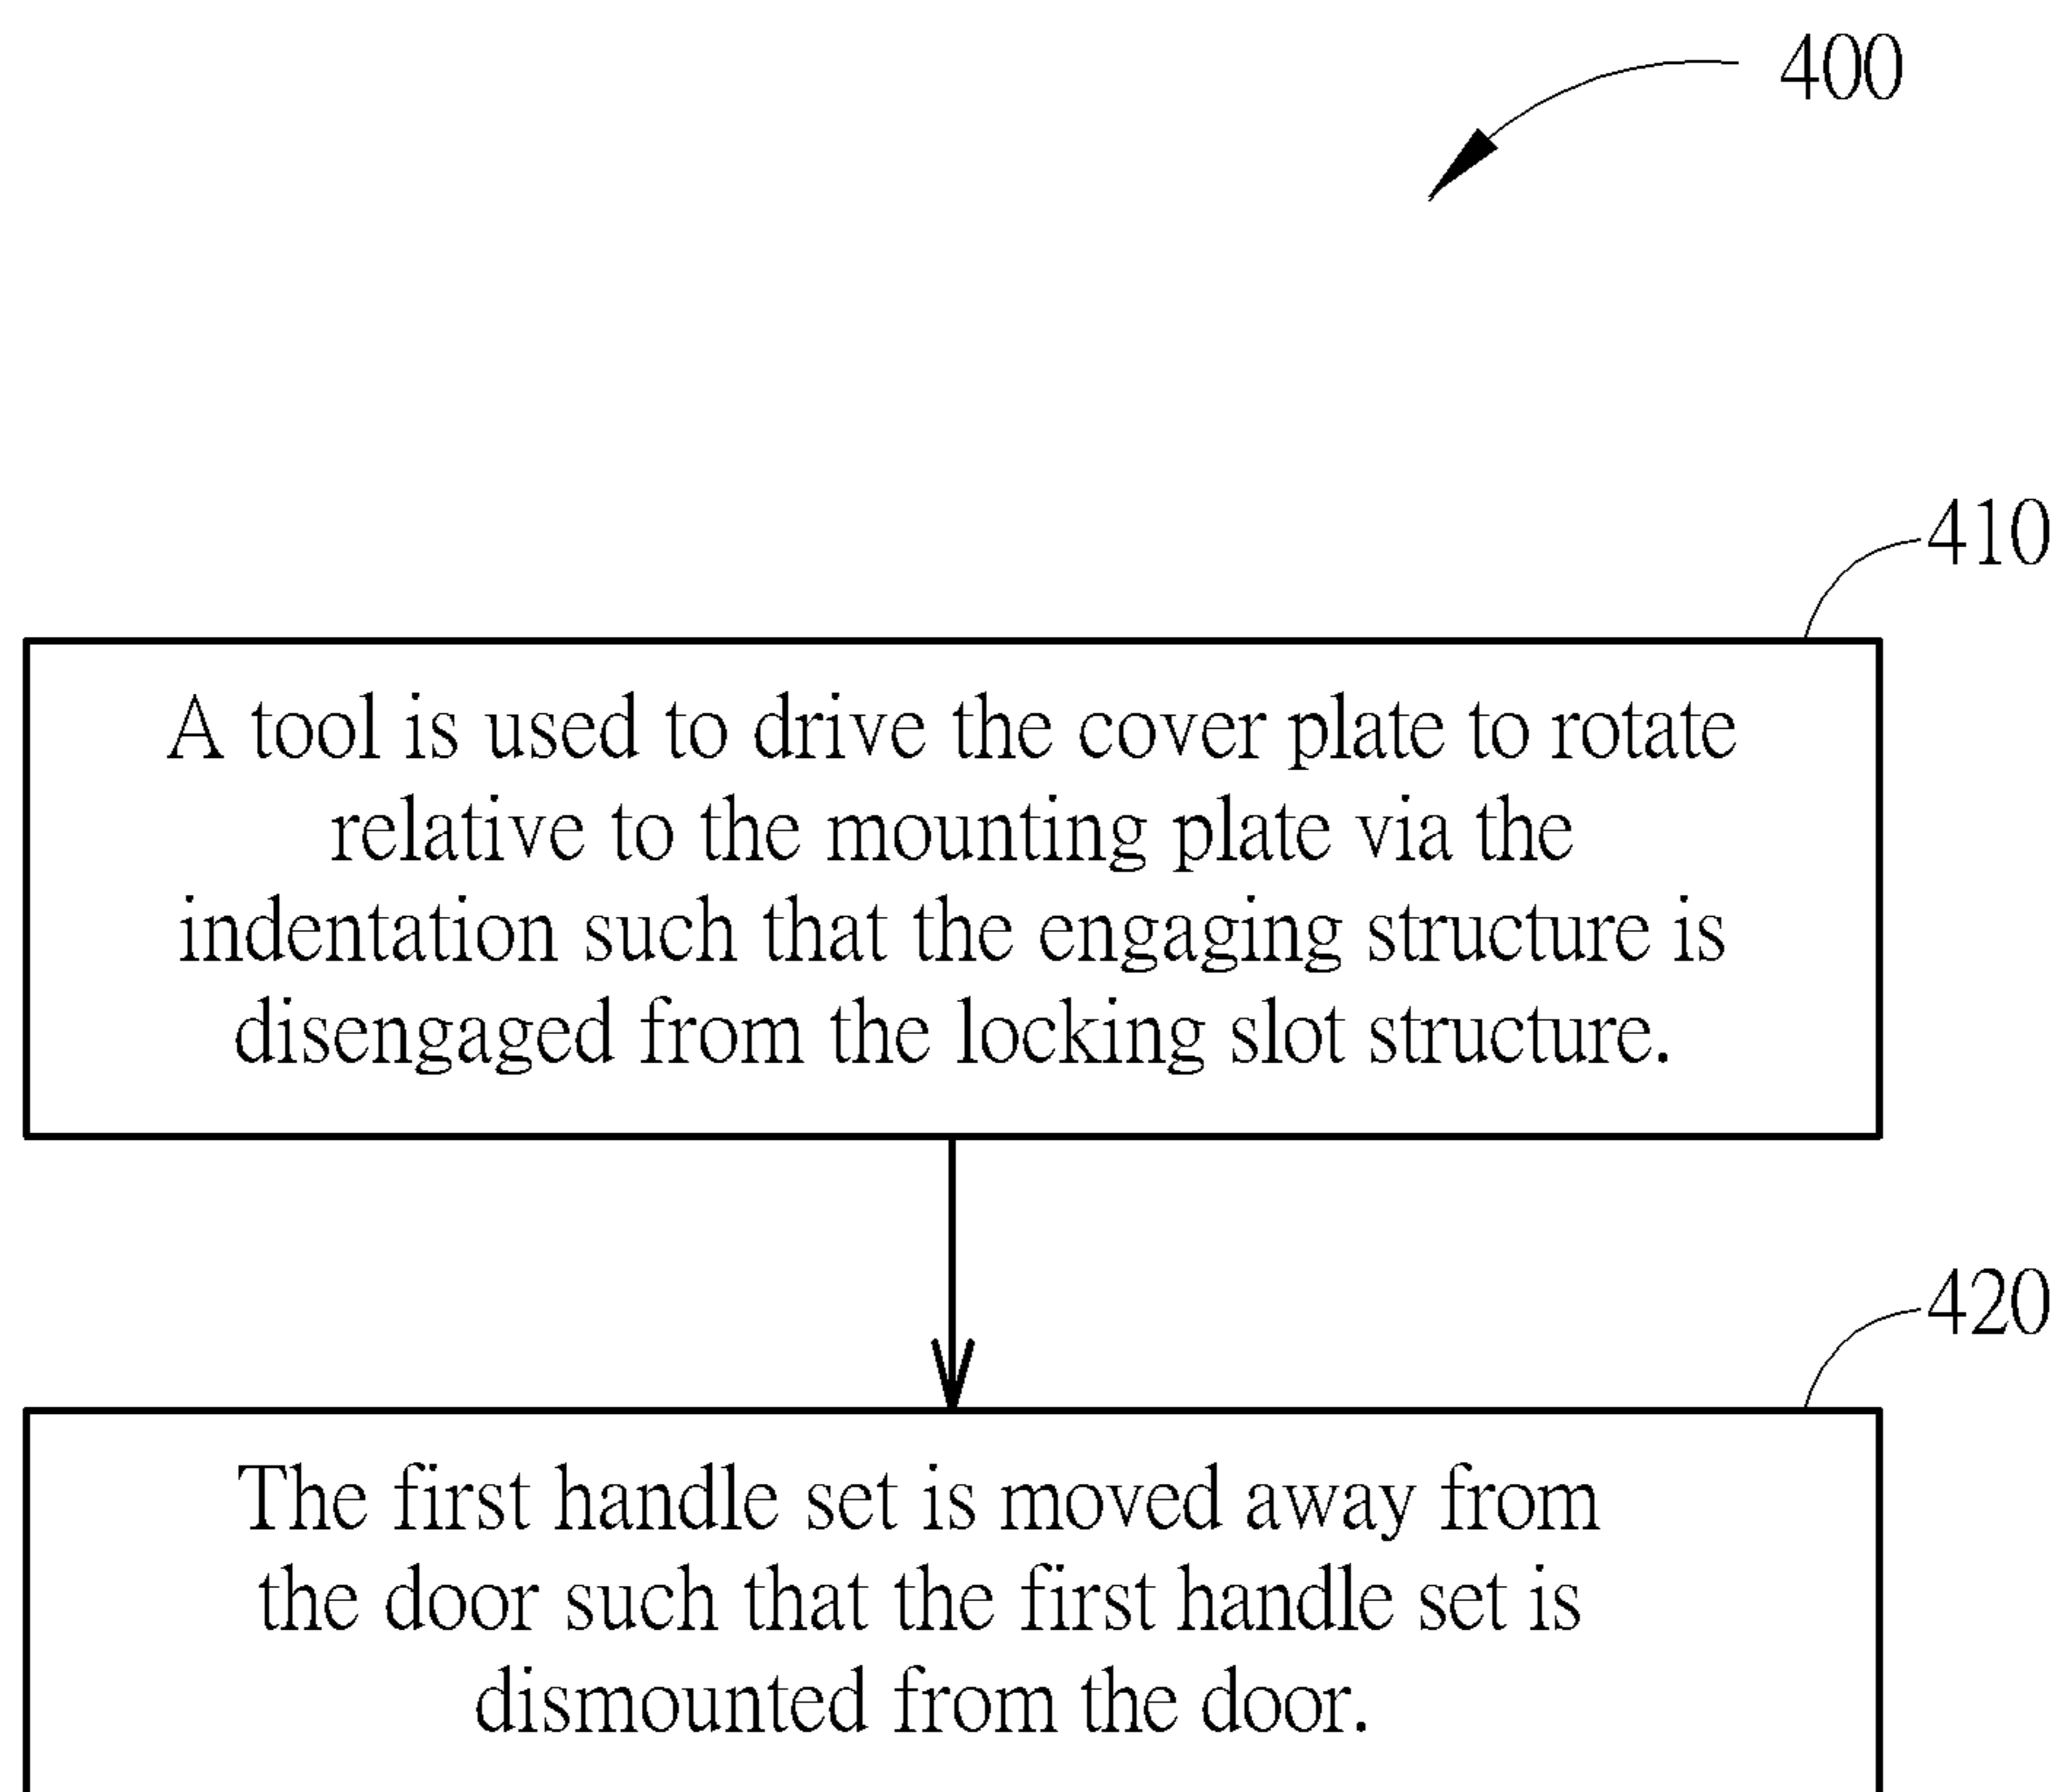 400
410
A tool is used to drive the cover plate to rotate
relative to the mounting plate via the
indentation such that the engaging structure is
disengaged from the locking slot structure.
420
The first handle set is moved away from
the door such that the first handle set is
dismounted from the door.